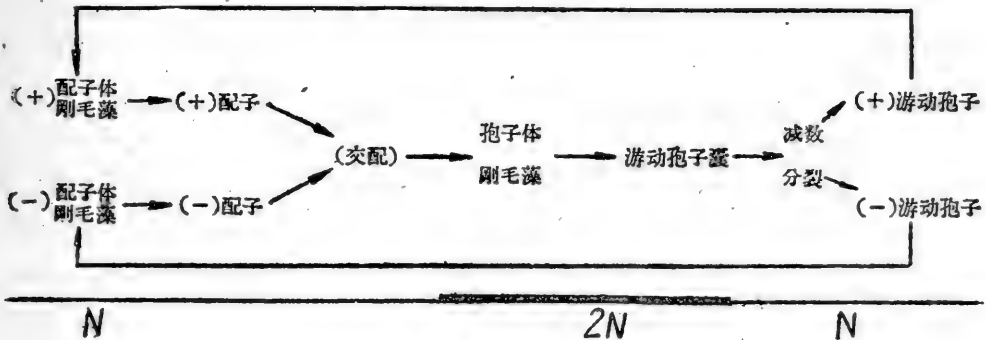 (+)配子体
刚毛藻
(+)配子
(+)游动孢子
(交配)
孢子体
刚毛藻
游动孢子囊
减数
分裂
(-)配子体
刚毛藻
(-)配子
(-)游动孢子
N
2N
N